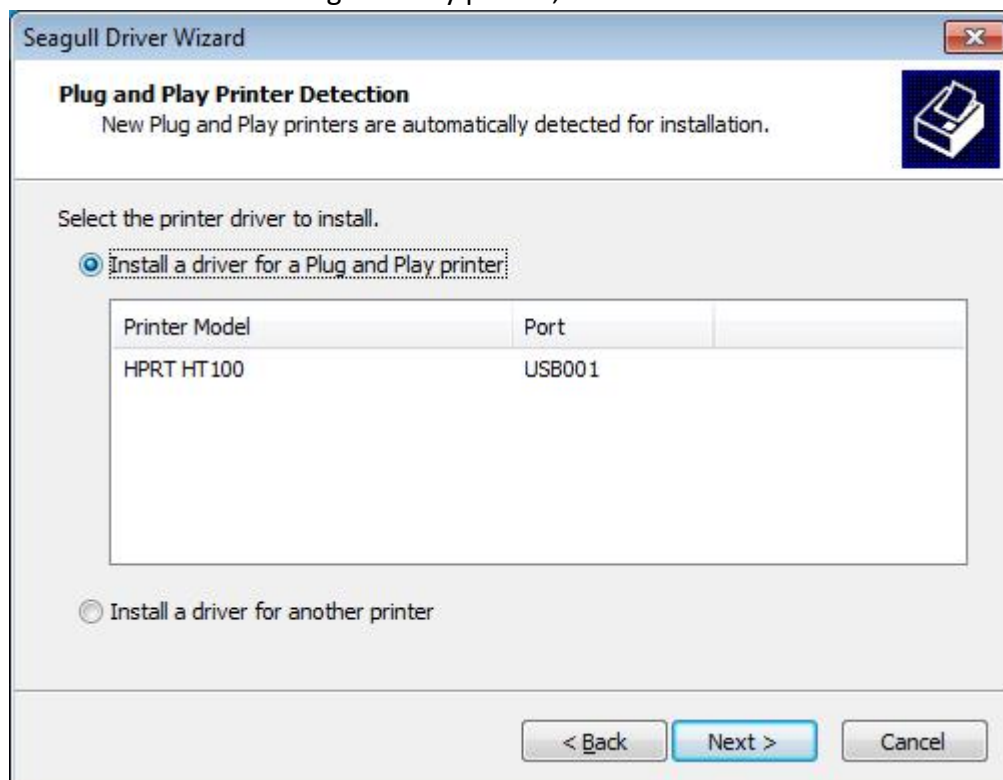 Seagull Driver Wizard
Plug and Play Printer Detection
New Plug and Play printers are automatically detected for installation.
Select the printer driver to install.
Install a driver for a Plug and Play printer
Printer Model Port
HPRT HT100 USB001
Install a driver for another printer
< Back Next > Cancel